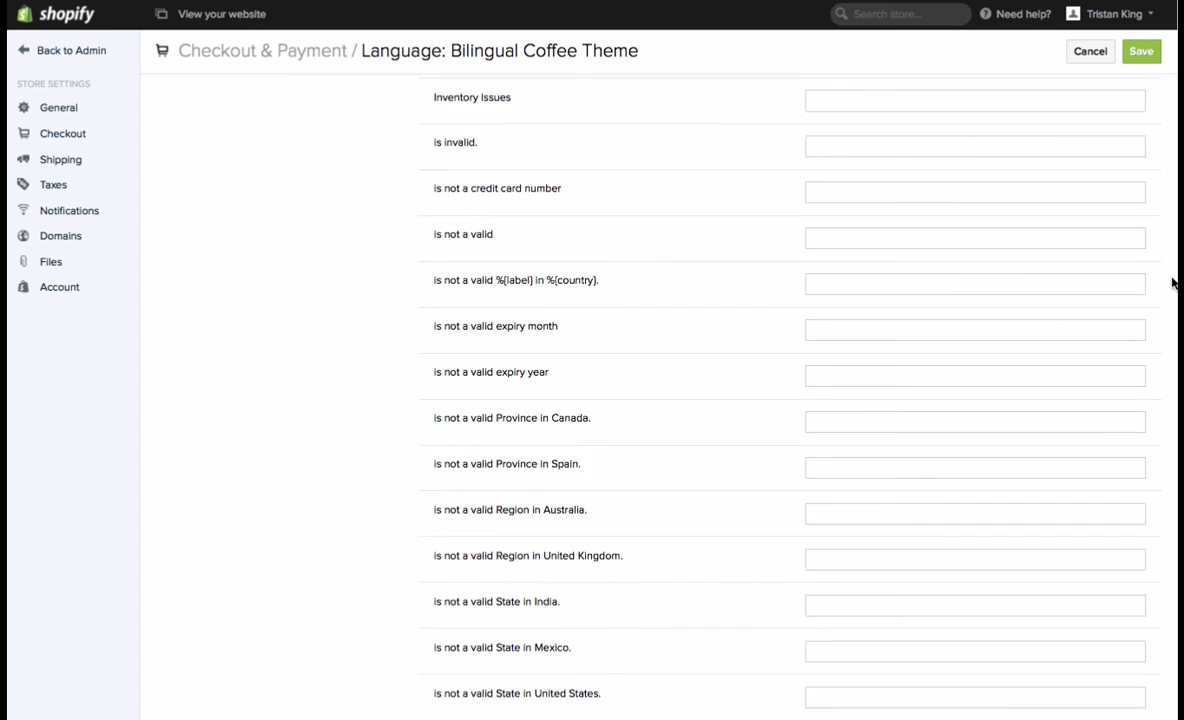 shopify
View your website
Search store...
Need help?
Tristan King
Back to Admin
Checkout & Payment / Language: Bilingual Coffee Theme
Cancel
Save
STORE SETTINGS
General
Checkout
Shipping
Taxes
Notifications
Domains
Files
Account
Inventory Issues
is invalid.
is not a credit card number
is not a valid
is not a valid %{label} in %{country}.
is not a valid expiry month
is not a valid expiry year
is not a valid Province in Canada.
is not a valid Province in Spain.
is not a valid Region in Australia.
is not a valid Region in United Kingdom.
is not a valid State in India.
is not a valid State in Mexico.
is not a valid State in United States.